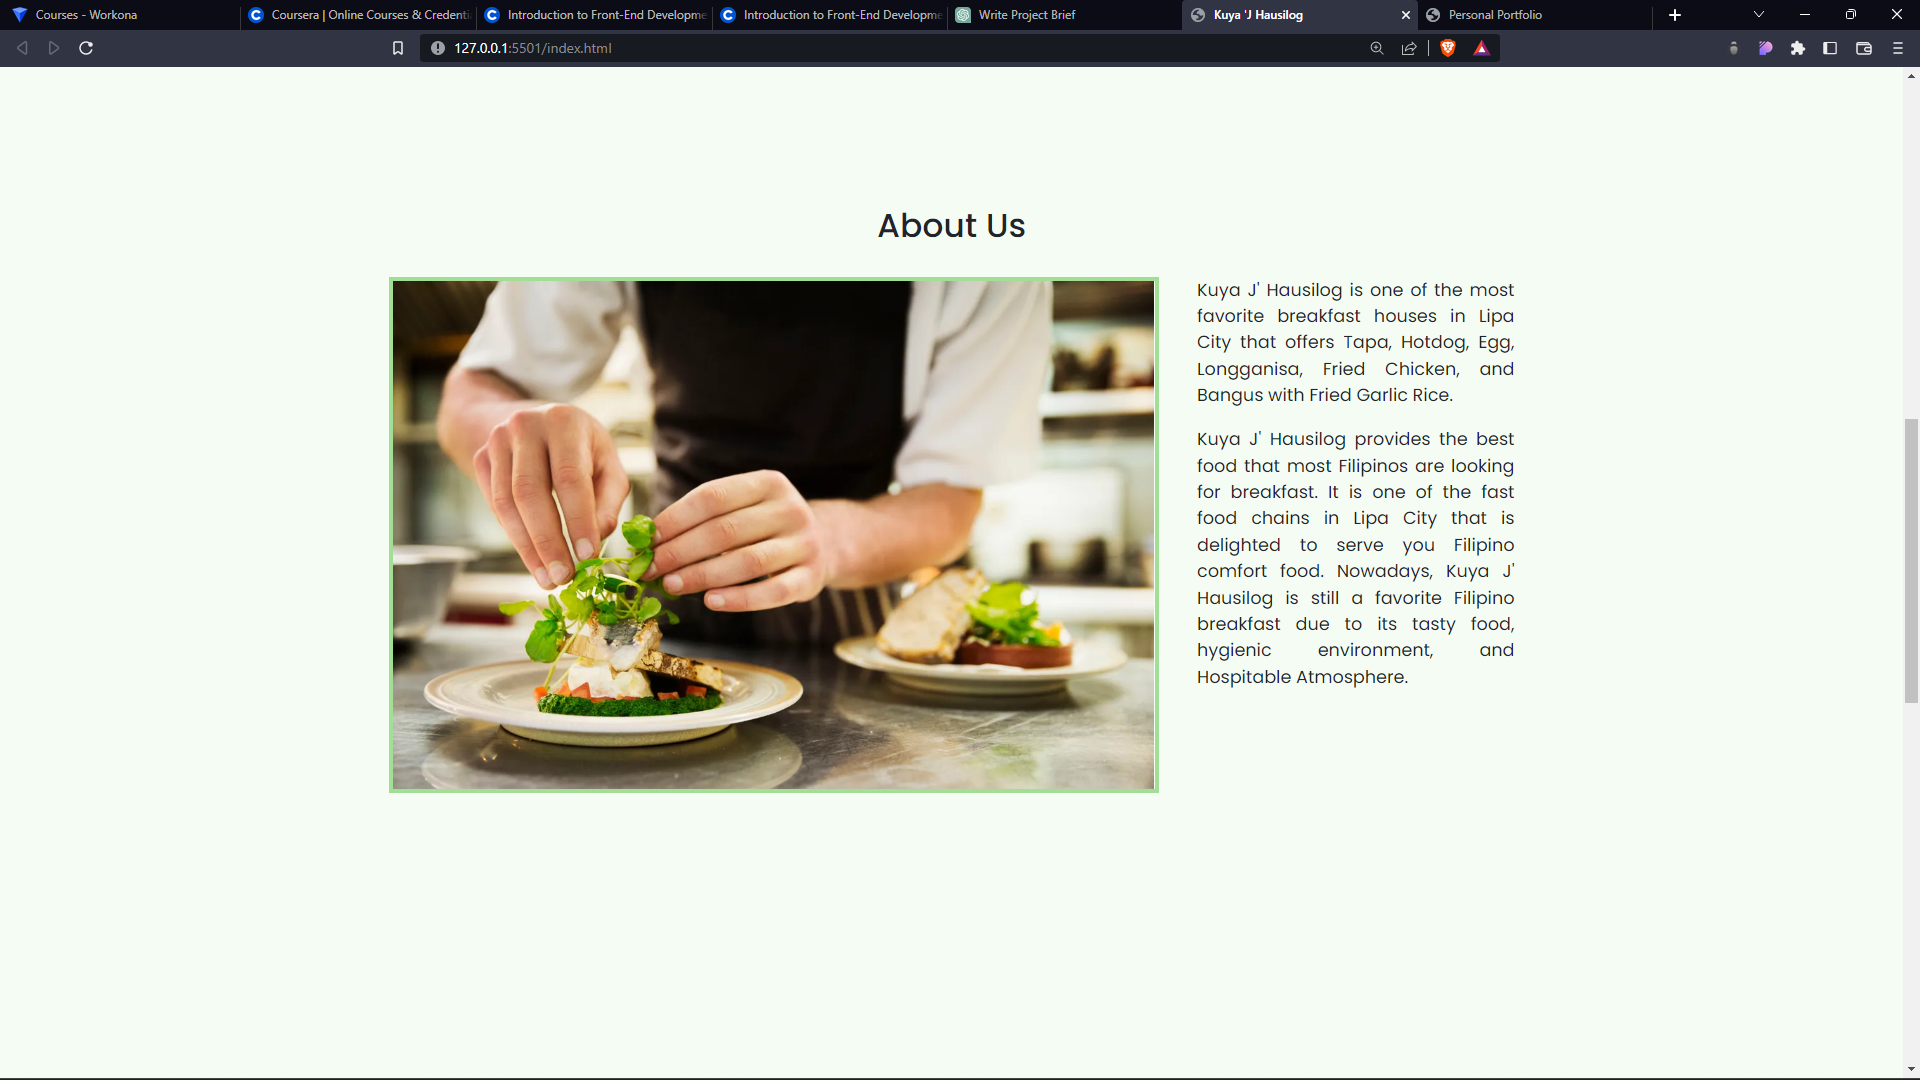 Courses - Workona
Coursera | Online Courses & Credenti
Introduction to Front-End Developme
Introduction to Front-End Developme
Write Project Brief
Kuya 'J Hausilog
Personal Portfolio
127.0.0.1:5501/index.html
About Us
Kuya J' Hausilog is one of the most
favorite breakfast houses in Lipa
City that offers Tapa, Hotdog, Egg,
Longganisa, Fried Chicken, and
Bangus with Fried Garlic Rice.
Kuya J' Hausilog provides the best
food that most Filipinos are looking
for breakfast. It is one of the fast
food chains in Lipa City that is
delighted to serve you Filipino
comfort food. Nowadays, Kuya J'
Hausilog is still a favorite Filipino
breakfast due to its tasty food,
hygienic environment, and
Hospitable Atmosphere.